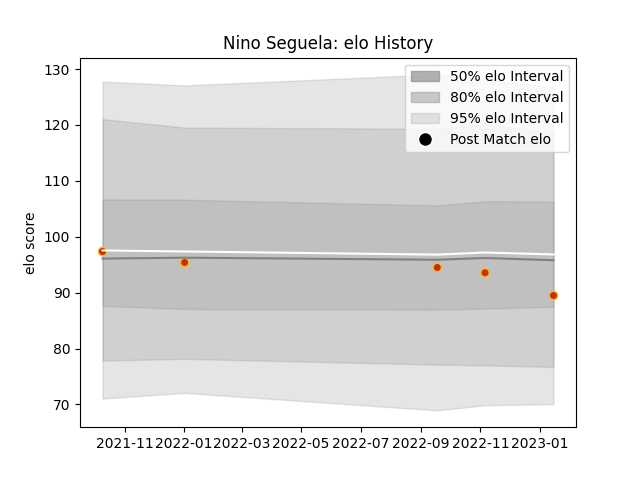 Nino Seguela: elo History
50% elo Interval
80% elo Interval
95% elo Interval
Post Match elo
elo score
130
120
110
100
90
80
70
2021-11 2022-01 2022-03 2022-05 2022-07 2022-09 2022-11 2023-01